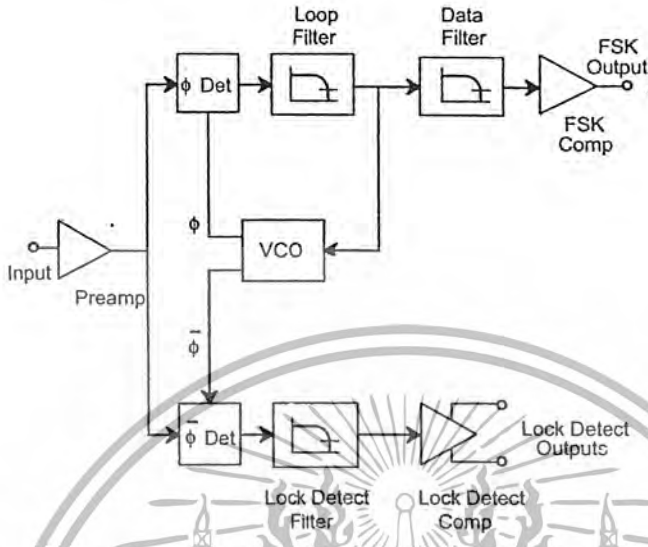 Loop
Filter
Data
Filter
FSK
Output
ϕ Det
FSK
Comp
ϕ
VCO
Input
Preamp
ϕ̄
ϕ̄ Det
Lock Detect
Outputs
Lock Detect
Filter
Lock Detect
Comp